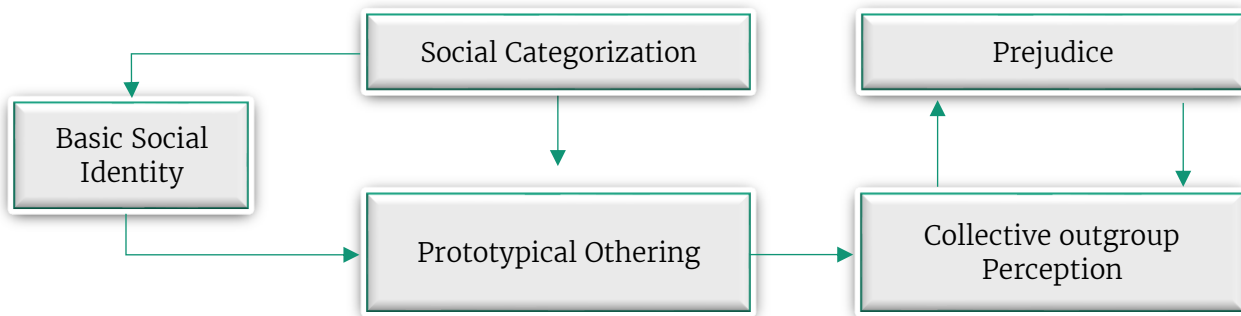 Social Categorization
Prejudice
Basic Social
Identity
Prototypical Othering
Collective outgroup
Perception